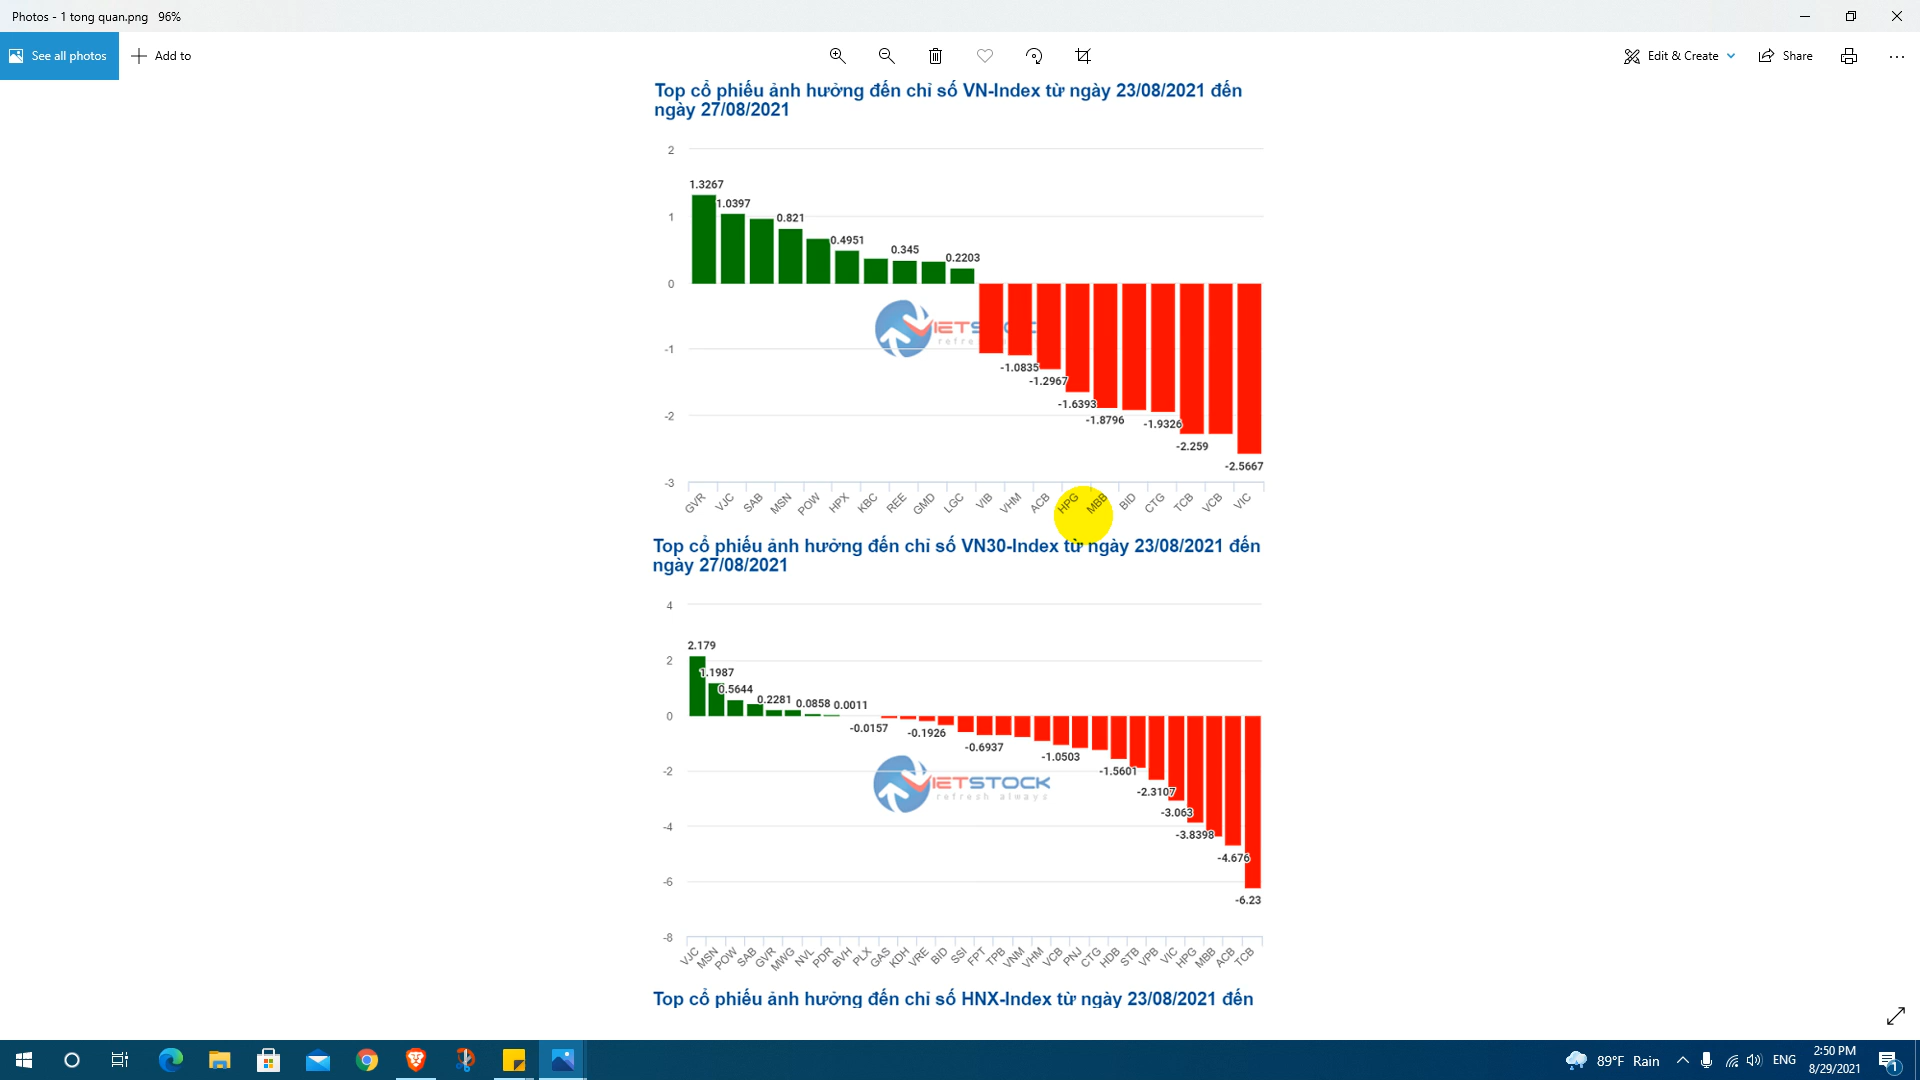 Photos - 1 tong quan.png 96%
See all photos
Add to
Edit & Create
Share
Top cổ phiếu ảnh hưởng đến chỉ số VN-Index từ ngày 23/08/2021 đến
ngày 27/08/2021
2
1.3267
1.0397
1
0.821
0.4951
0.345
0.2203
0
IETSTOCK
-1
-1.0835
-1.2967
-1.6393
-2
-1.8796
-1.9326
-2.259
-2.5667
-3
GVR VJC SAB MSN POW HPX KBC REE GMD LGC VIB VHM ACB HPG MBB BID CTG TCB VCB VIC
Top cổ phiếu ảnh hưởng đến chỉ số VN30-Index từ ngày 23/08/2021 đến
ngày 27/08/2021
4
2.179
2
1.1987
0.5644
0.2281 0.0858 0.0011
0
-0.0157 -0.1926
-0.6937
-1.0503
-2
-1.5601
IETSTOCK
refresh always
-2.3107
-3.063
-4
-3.8398
-4.676
-6
-6.23
-8
VJC MSN POW SAB GVR MWG NVL PDR BVH PLX GAS KDH VRE BID SSI FPT TPB VNM VHM VCB PNJ CTG HDB STB VPB VIC HPG MBB ACB TCB
Top cổ phiếu ảnh hưởng đến chỉ số HNX-Index từ ngày 23/08/2021 đến
89°F Rain
ENG
2:50 PM
8/29/2021
1